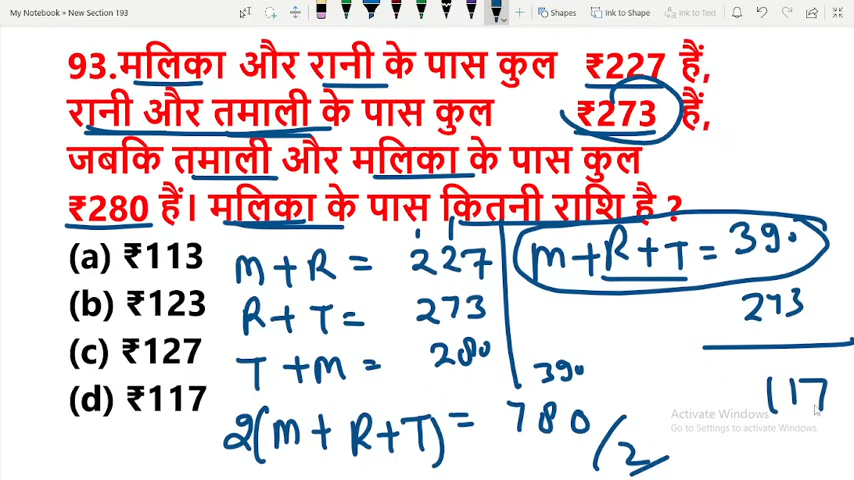 My Notebook » New Section 193
Shapes
Ink to Shape
Ink to Text
93.मलिका और रानी के पास कुल ₹227 हैं,
रानी और तमाली के पास कुल ₹273 हैं,
जबकि तमाली और मलिका के पास कुल
₹280 हैं। मलिका के पास कितनी राशि है ?
(a) ₹113
(b) ₹123
(c) ₹127
(d) ₹117
M+R = 227
R+T = 273
T+M = 280
390
2(M+R+T) = 780/2
M+R+T = 390
273
117
Activate Windows
Go to Settings to activate Windows.